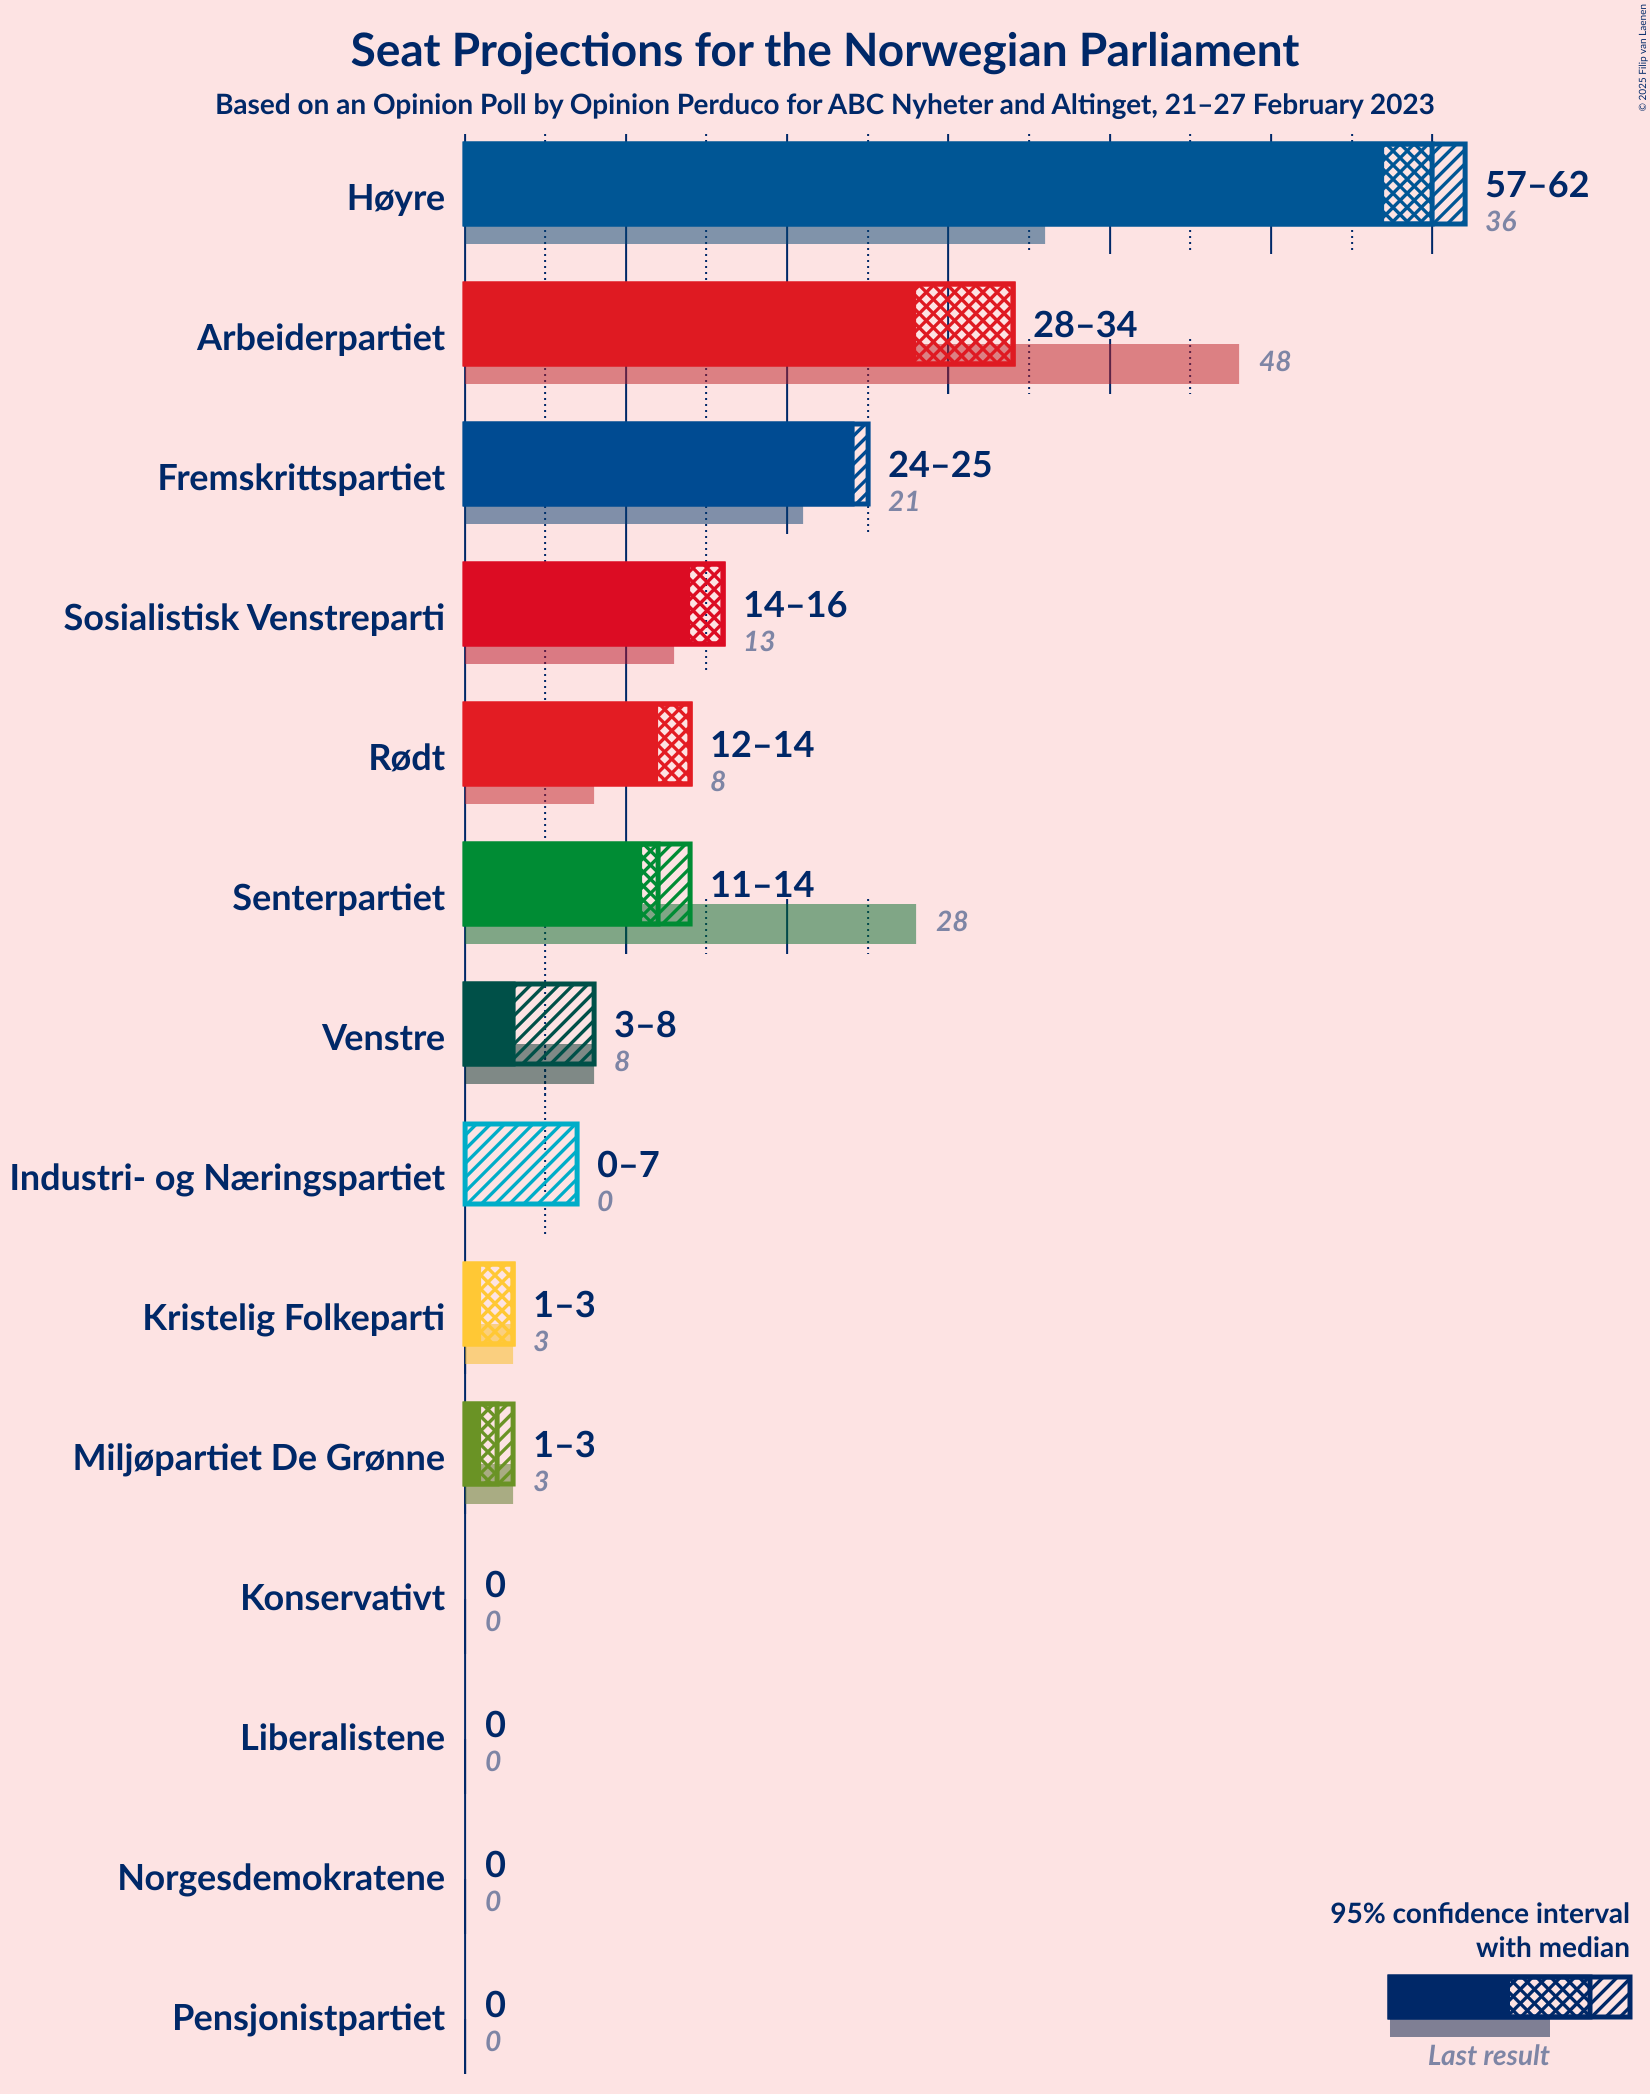 Seat Projections for the Norwegian Parliament
Based on an Opinion Poll by Opinion Perduco for ABC Nyheter and Altinget, 21–27 February 2023
© 2025 Filip van Laenen
Høyre
57–62
36
Arbeiderpartiet
28–34
48
Fremskrittspartiet
24–25
21
Sosialistisk Venstreparti
14–16
13
Rødt
12–14
8
Senterpartiet
11–14
28
Venstre
3–8
8
Industri- og Næringspartiet
0–7
0
Kristelig Folkeparti
1–3
3
Miljøpartiet De Grønne
1–3
3
Konservativt
0
0
Liberalistene
0
0
Norgesdemokratene
0
0
Pensjonistpartiet
0
0
95% confidence interval
with median
Last result